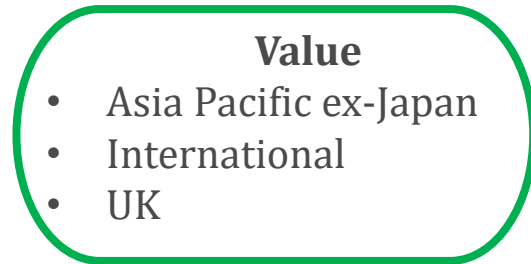 Value
• Asia Pacific ex-Japan
• International
• UK